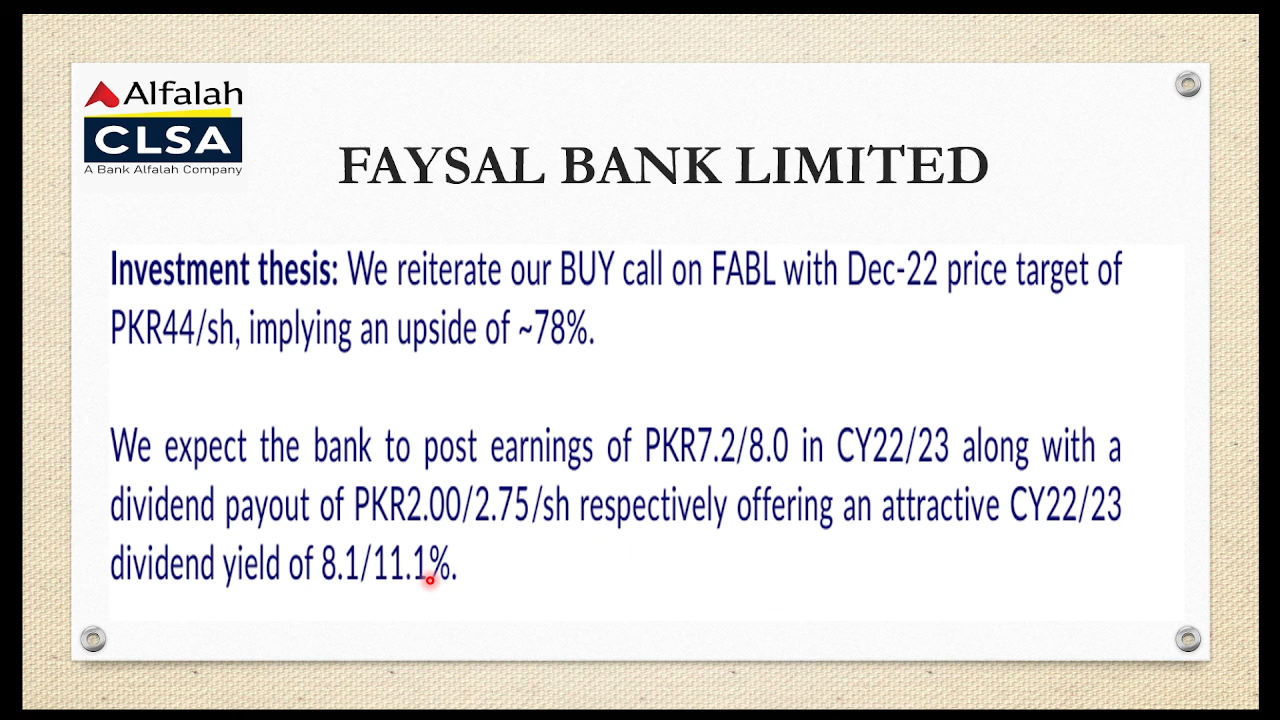 Alfalah
CLSA
A Bank Alfalah Company
FAYSAL BANK LIMITED
Investment thesis: We reiterate our BUY call on FABL with Dec-22 price target of
PKR44/sh, implying an upside of ~78%.
We expect the bank to post earnings of PKR7.2/8.0 in CY22/23 along with a
dividend payout of PKR2.00/2.75/sh respectively offering an attractive CY22/23
dividend yield of 8.1/11.1%.